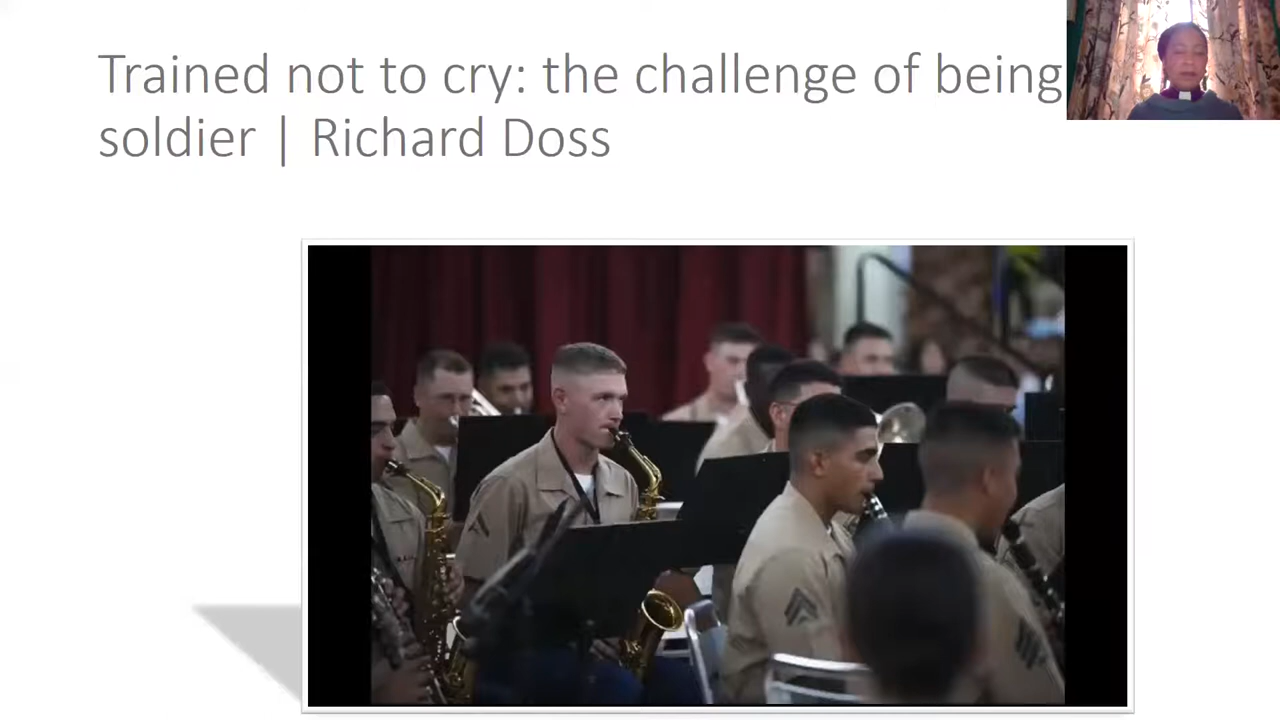 Trained not to cry: the challenge of being
soldier | Richard Doss